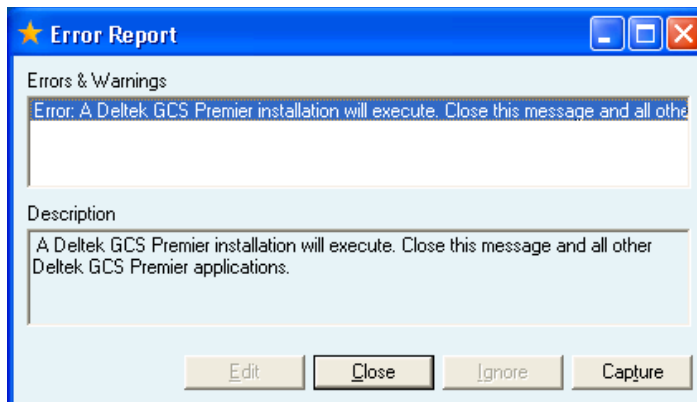 Error Report
Errors & Warnings
Error: A Deltek GCS Premier installation will execute. Close this message and all othe
Description
A Deltek GCS Premier installation will execute. Close this message and all other
Deltek GCS Premier applications.
Edit
Close
Ignore
Capture